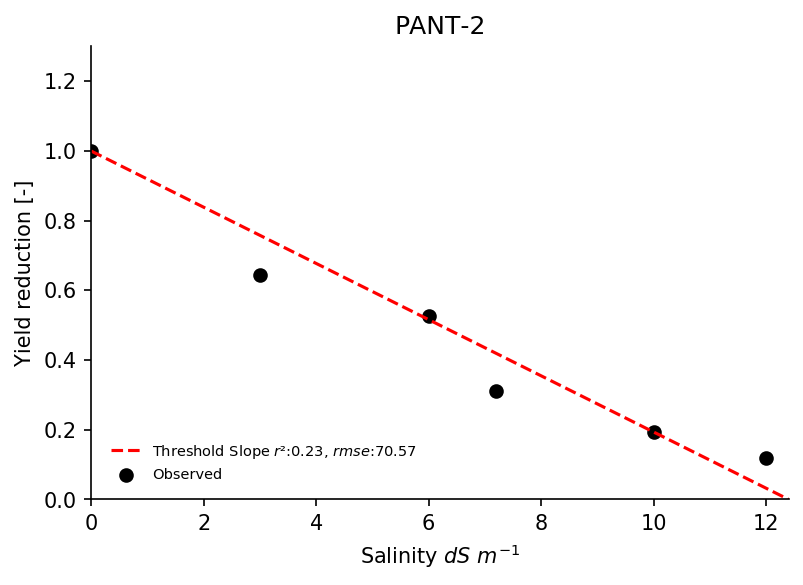 PANT-2
1.2
1.0
0.8
0.6
0.4
0.2
0.0
Yield reduction [-]
Threshold Slope r²:0.23, rmse:70.57
Observed
0 2 4 6 8 10 12
Salinity dS m⁻¹